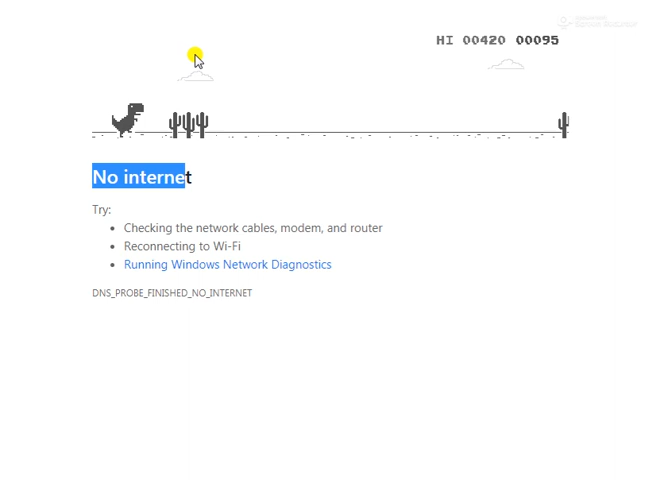 HI 00420 00095
No internet
Try:
• Checking the network cables, modem, and router
• Reconnecting to Wi-Fi
• Running Windows Network Diagnostics
DNS_PROBE_FINISHED_NO_INTERNET